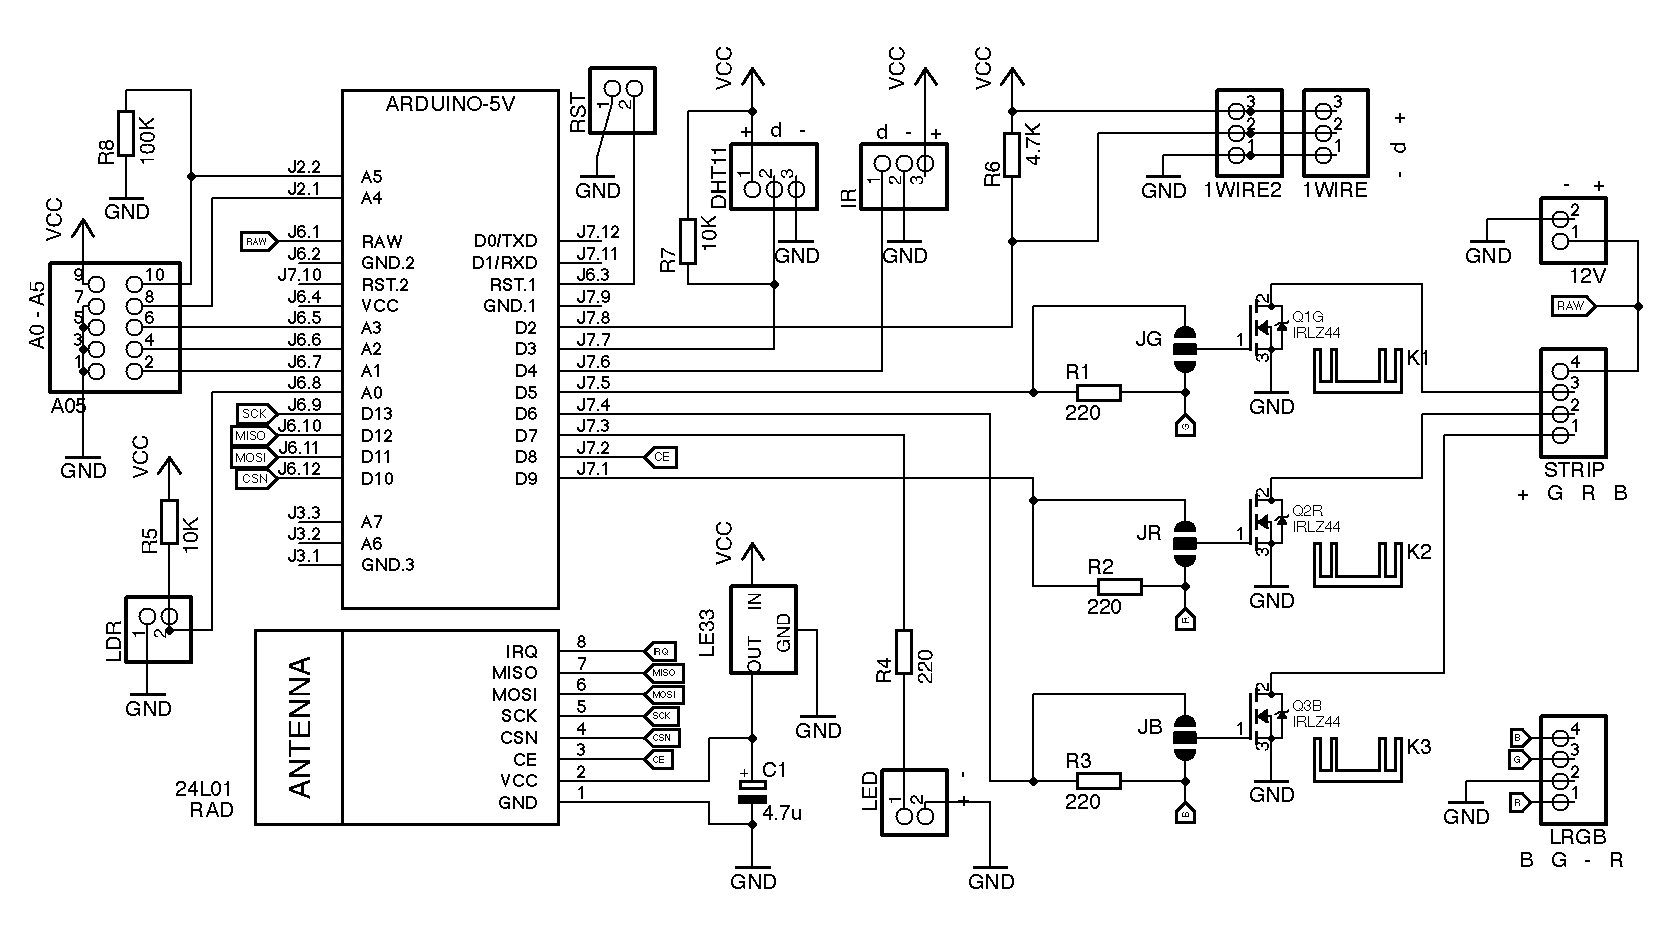 R8
100K
GND
VCC
A0 - A5
9
10
7
8
5
6
3
4
1
2
A05
GND
ARDUINO-5V
J2.2 A5
J2.1 A4
RAW J6.1 RAW
J6.2 GND.2
J7.10 RST.2
J6.4 VCC
J6.5 A3
J6.6 A2
J6.7 A1
J6.8 A0
SCK J6.9 D13
MISO J6.10 D12
MOSI J6.11 D11
CSN J6.12 D10
J3.3 A7
J3.2 A6
J3.1 GND.3
D0/TXD J7.12
D1/RXD J7.11
RST.1 J6.3
GND.1 J7.9
D2 J7.8
D3 J7.7
D4 J7.6
D5 J7.5
D6 J7.4
D7 J7.3
D8 J7.2 CE
D9 J7.1
RST
1
2
GND
VCC
+ d -
DHT11
1
2
3
GND
R7
10K
VCC
d - +
IR
1
2
3
GND
VCC
R6
4.7K
3
2
1
1WIRE2
3
2
1
1WIRE
- d +
GND
- +
2
1
12V
GND
RAW
4
3
2
1
STRIP
+ G R B
JG
R1
220
G
1
2
3
Q1G
IRLZ44
GND
K1
JR
R2
220
R
1
2
3
Q2R
IRLZ44
GND
K2
JB
R3
220
B
1
2
3
Q3B
IRLZ44
GND
K3
VCC
R5
10K
LDR
1
2
GND
ANTENNA
24L01
RAD
IRQ 8 RQ
MISO 7 MISO
MOSI 6 MOSI
SCK 5 SCK
CSN 4 CSN
CE 3 CE
VCC 2
GND 1
VCC
LE33
IN
OUT
GND
GND
+
C1
4.7u
GND
R4
220
LED
1
2
-
+
GND
B 4
G 3
2
R 1
GND
LRGB
B G - R